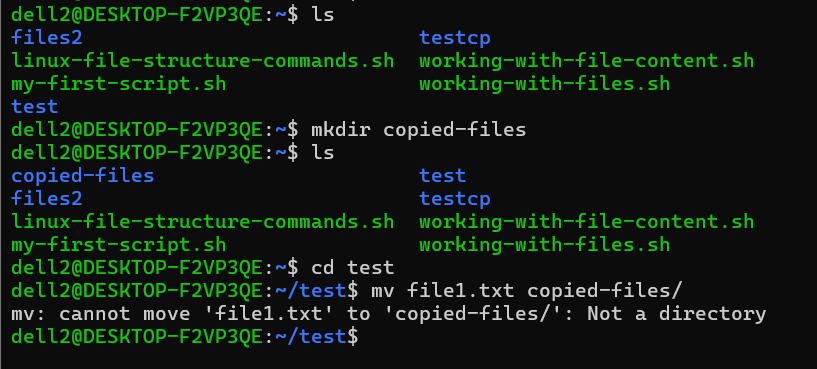 dell2@DESKTOP-F2VP3QE:~$ ls
files2 testcp
linux-file-structure-commands.sh working-with-file-content.sh
my-first-script.sh working-with-files.sh
test
dell2@DESKTOP-F2VP3QE:~$ mkdir copied-files
dell2@DESKTOP-F2VP3QE:~$ ls
copied-files test
files2 testcp
linux-file-structure-commands.sh working-with-file-content.sh
my-first-script.sh working-with-files.sh
dell2@DESKTOP-F2VP3QE:~$ cd test
dell2@DESKTOP-F2VP3QE:~/test$ mv file1.txt copied-files/
mv: cannot move 'file1.txt' to 'copied-files/': Not a directory
dell2@DESKTOP-F2VP3QE:~/test$